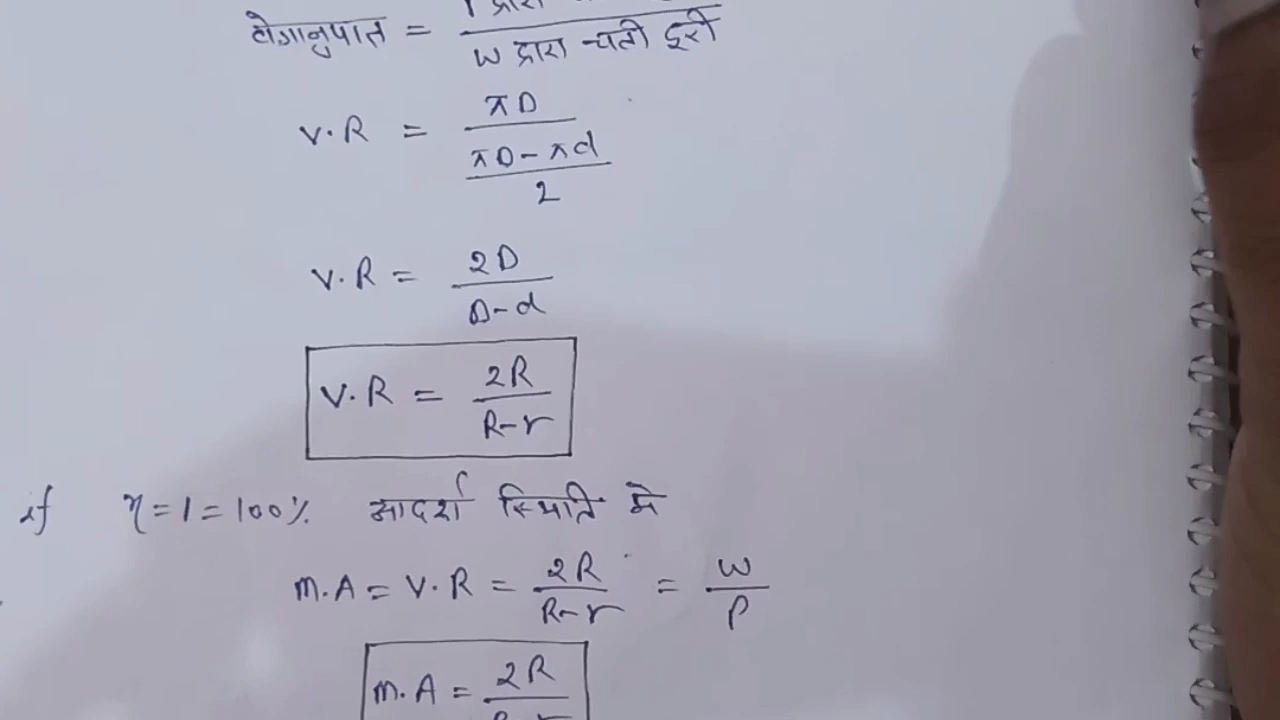 वेगानुपात = P द्वारा / W द्वारा चली दूरी
V.R = πD / ((πD - πd) / 2)
V.R = 2D / (D-d)
V.R = 2R / (R-r)
if η=1=100% आदर्श स्थिति मे
M.A = V.R = 2R / (R-r) = W / P
M.A = 2R / (R-r)